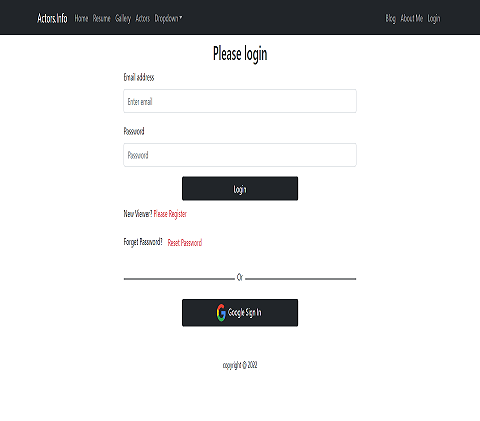 Actors.Info Home Resume Gallery Actors Dropdown Blog About Me Login
Please login
Email address
Enter email
Password
Password
Login
New Viewer? Please Register
Forget Password? Reset Password
Or
Google Sign In
copyright @ 2022